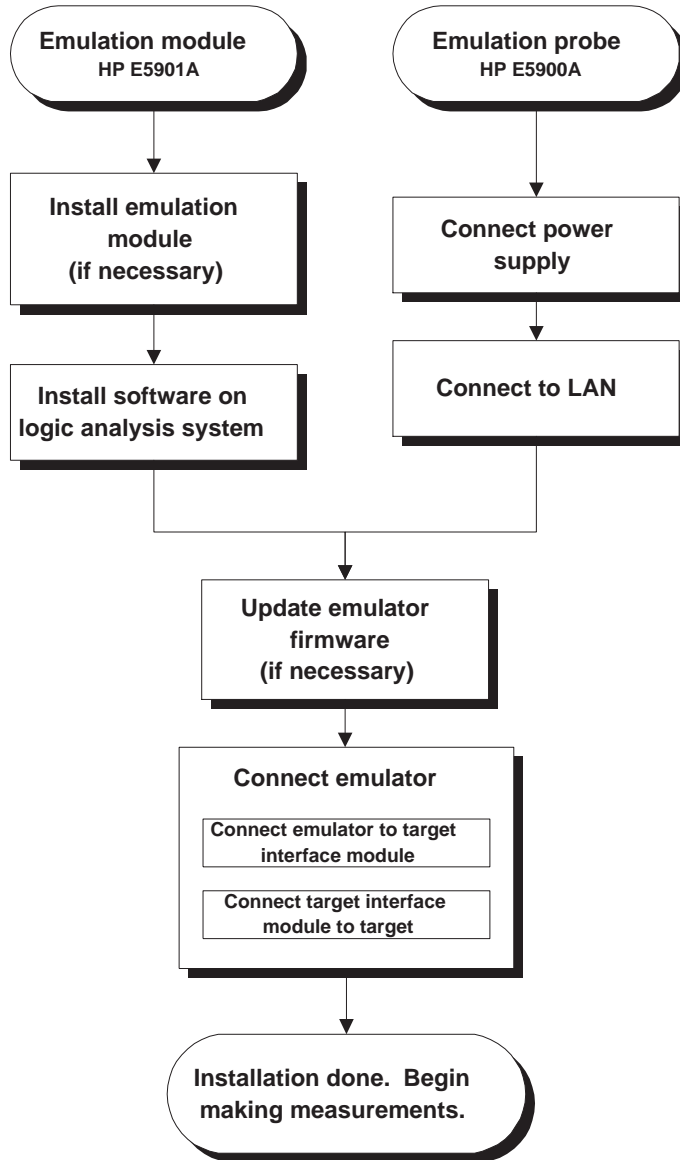 Emulation module
HP E5901A
Emulation probe
HP E5900A
Install emulation
module
(if necessary)
Connect power
supply
Install software on
logic analysis system
Connect to LAN
Update emulator
firmware
(if necessary)
Connect emulator
Connect emulator to target
interface module
Connect target interface
module to target
Installation done.  Begin
making measurements.